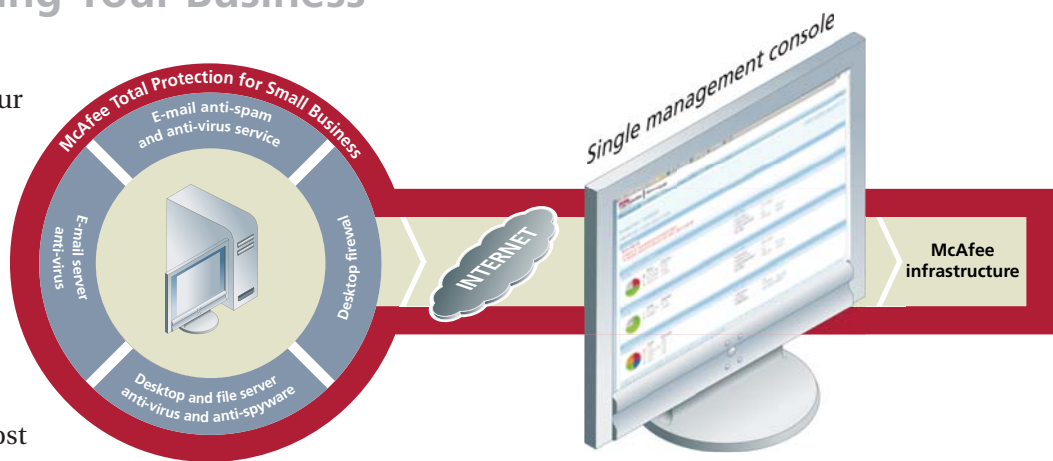 ing Your Business
ur
ost
McAfee Total Protection for Small Business
E-mail anti-spam
and anti-virus service
E-mail server
anti-virus
Desktop firewall
Desktop and file server
anti-virus and anti-spyware
INTERNET
Single management console
McAfee
infrastructure